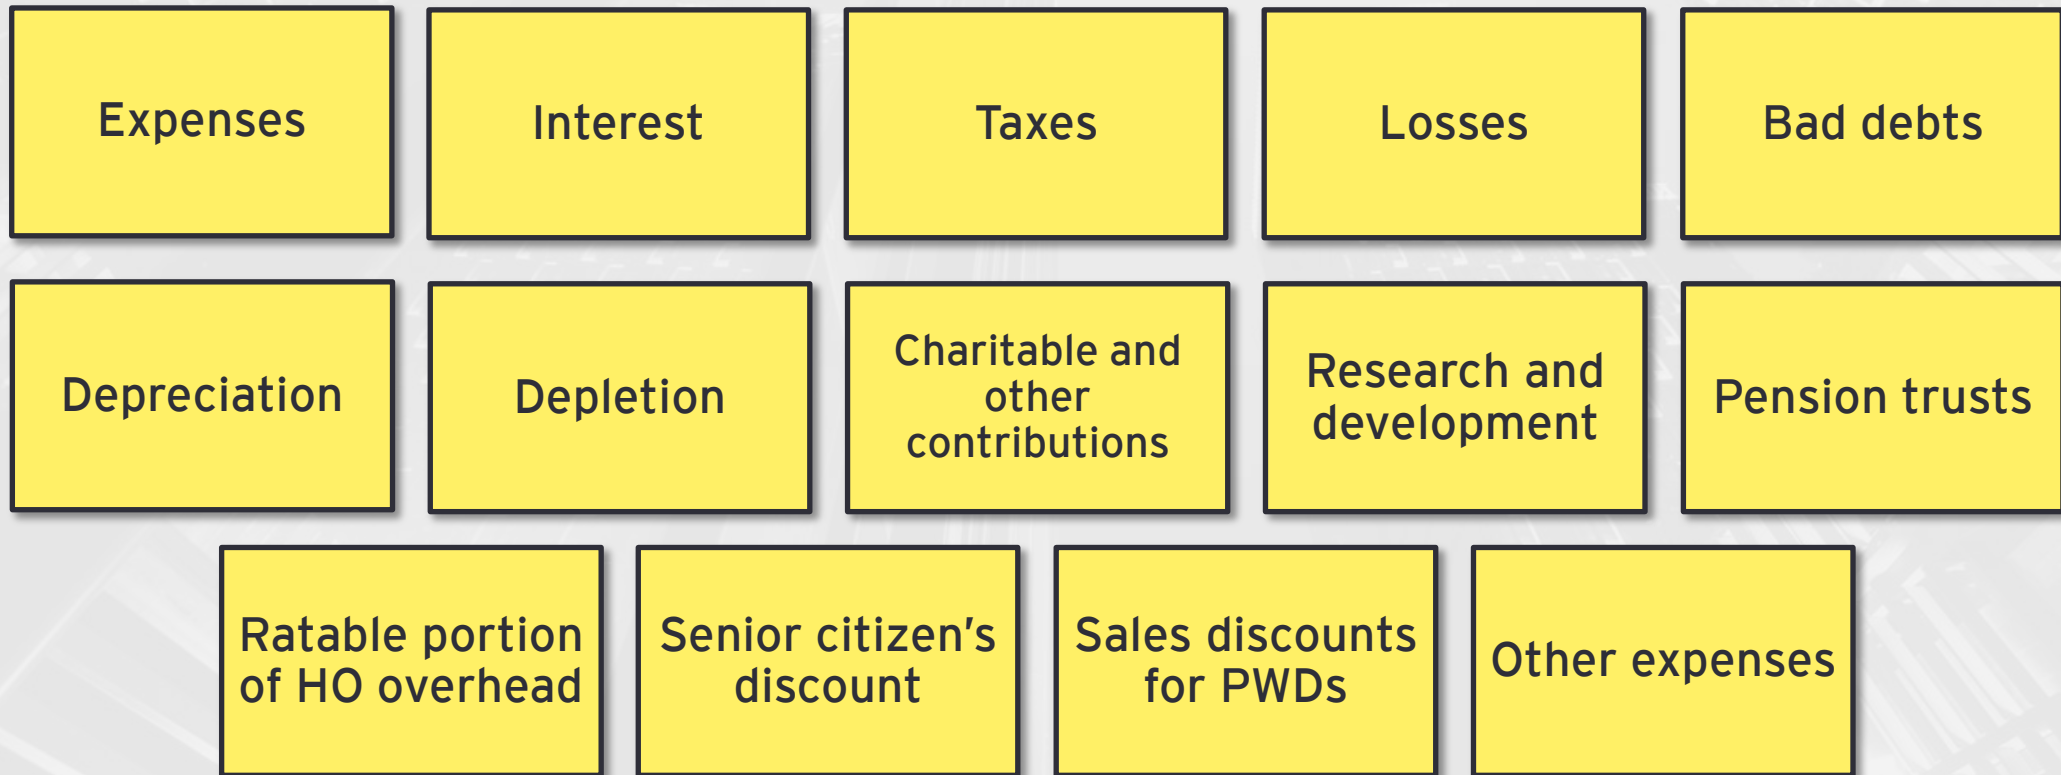 Expenses
Interest
Taxes
Losses
Bad debts
Depreciation
Depletion
Charitable and
other
contributions
Research and
development
Pension trusts
Ratable portion
of HO overhead
Senior citizen's
discount
Sales discounts
for PWDs
Other expenses